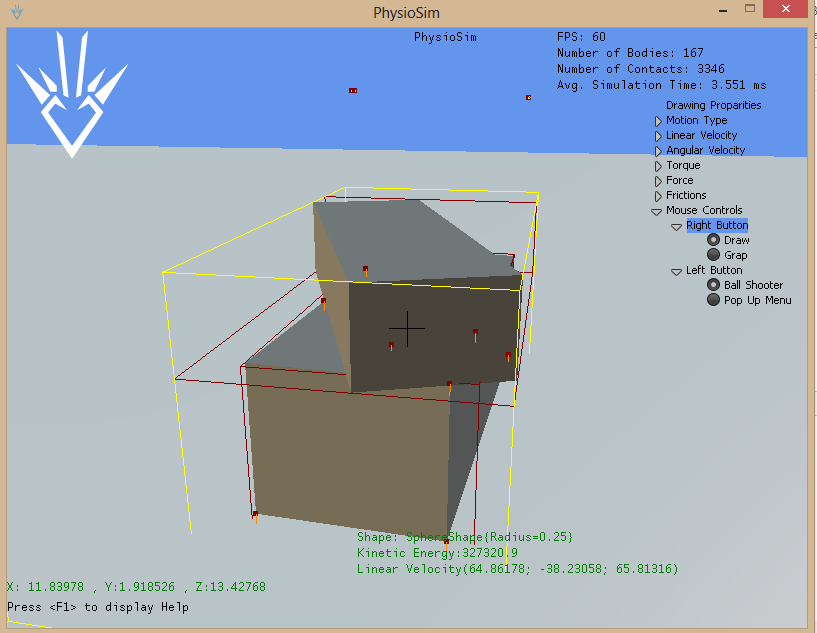 PhysioSim
PhysioSim
FPS: 60
Number of Bodies: 167
Number of Contacts: 3346
Avg. Simulation Time: 3.551 ms
Drawing Proparities
Motion Type
Linear Velocity
Angular Velocity
Torque
Force
Frictions
Mouse Controls
Right Button
Draw
Grap
Left Button
Ball Shooter
Pop Up Menu
Shape: SphereShape{Radius=0.25}
Kinetic Energy:32732019
Linear Velocity(64.86178; -38.23058; 65.81316)
X: 11.83978 , Y:1.918526 , Z:13.42768
Press <F1> to display Help